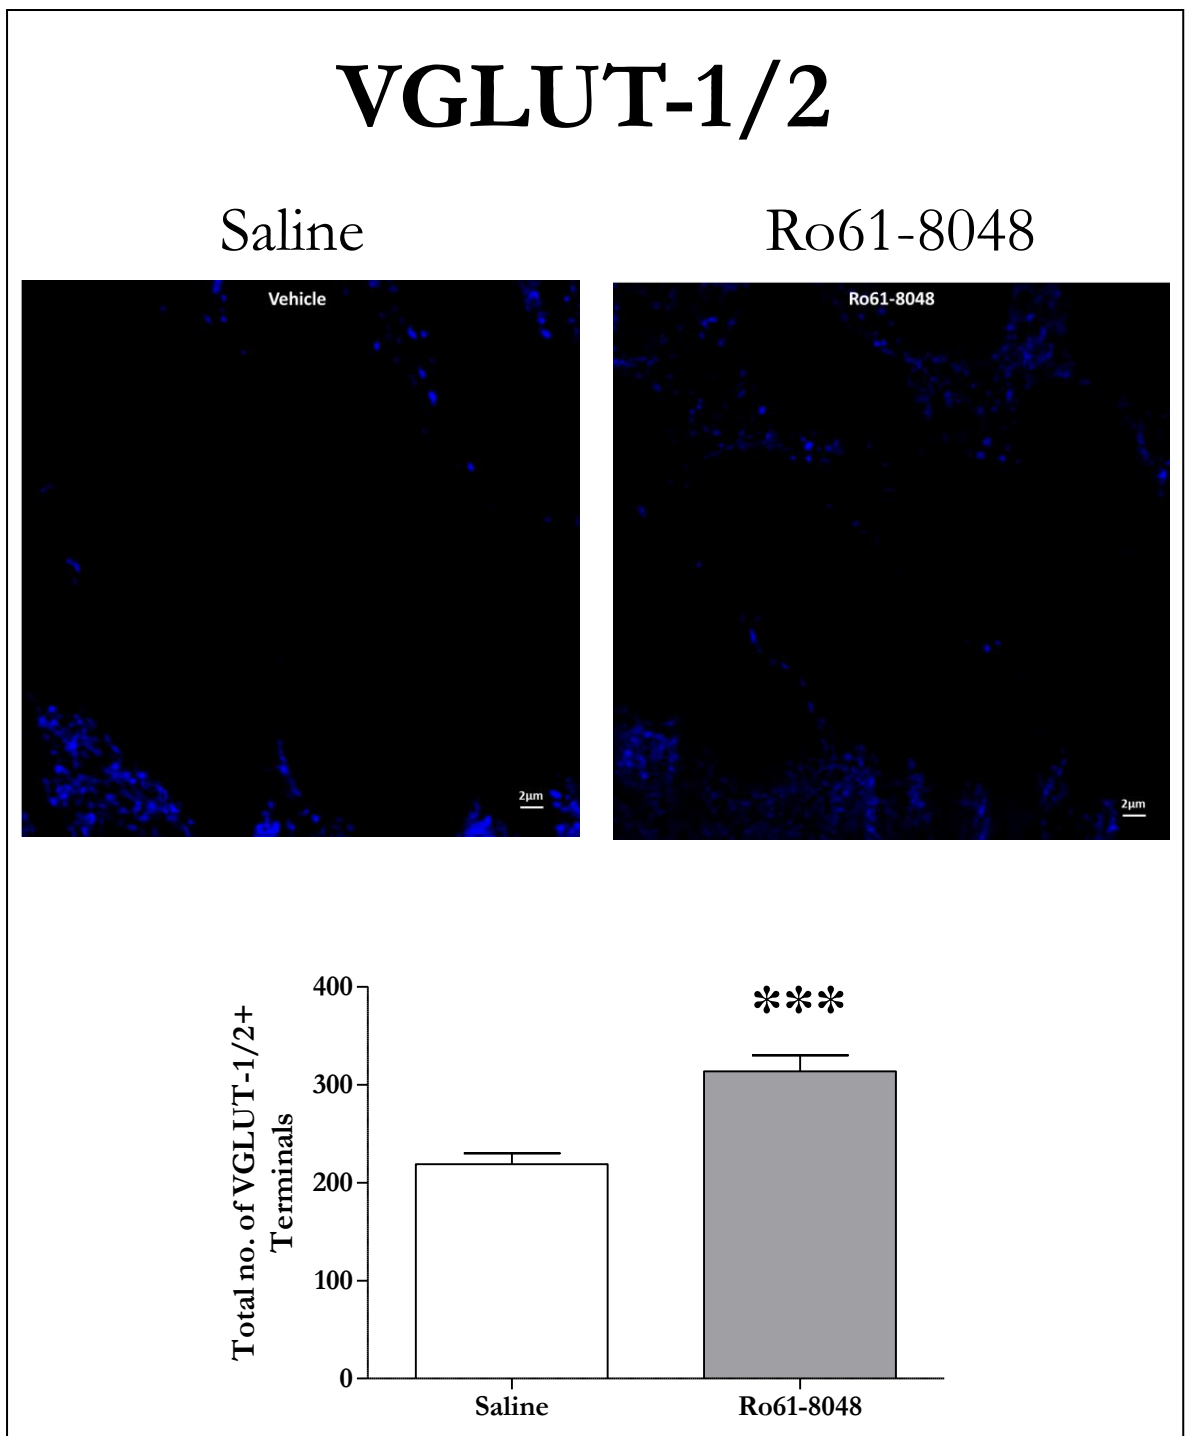 VGLUT-1/2
Saline
Ro61-8048
Vehicle
Ro61-8048
2µm
2µm
Total no. of VGLUT-1/2+
Terminals
400
300
200
100
0
***
Saline
Ro61-8048